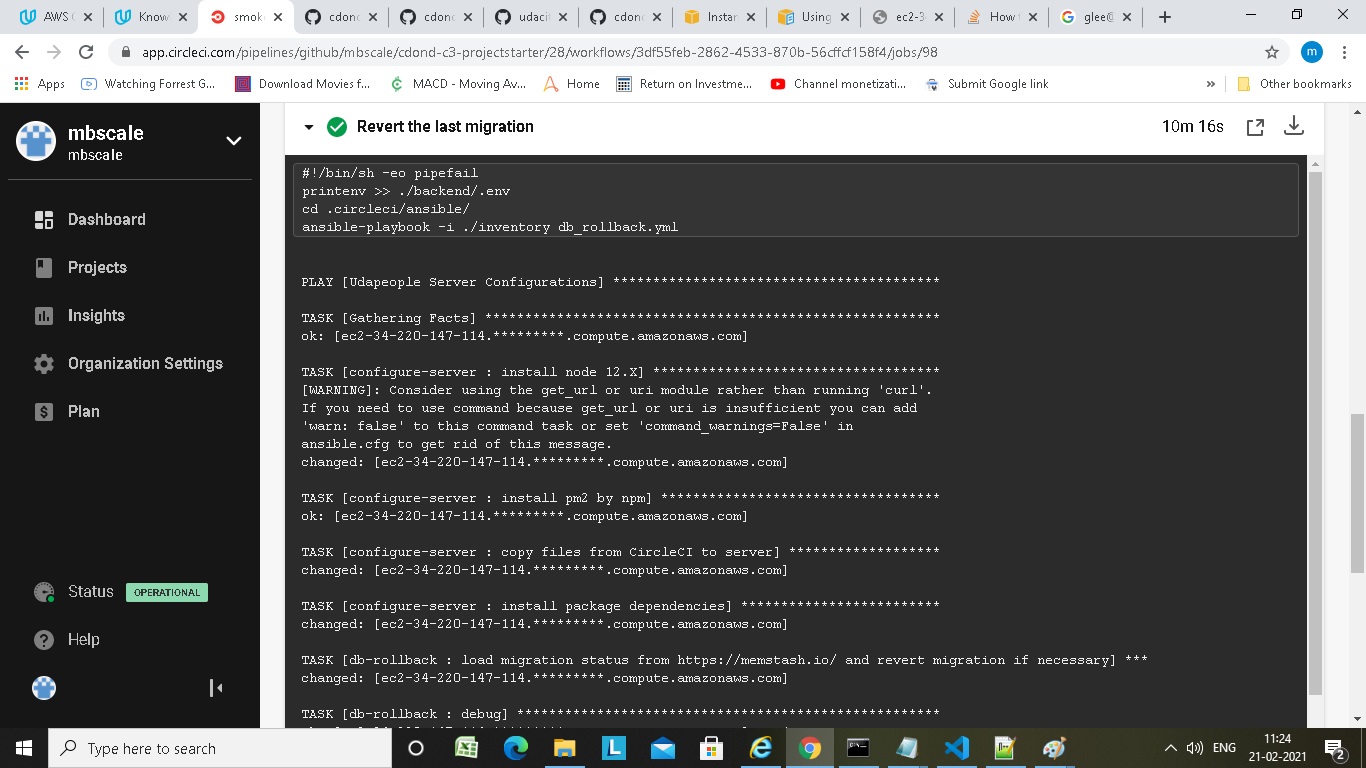 AWS C
Know
smok
cdon
cdon
udaci
cdon
Instan
Using
ec2-3
How t
glee@
app.circleci.com/pipelines/github/mbscale/cdond-c3-projectstarter/28/workflows/3df55feb-2862-4533-870b-56cffcf158f4/jobs/98
m
Apps
Watching Forrest G...
Download Movies f...
MACD - Moving Av...
Home
Return on Investme...
Channel monetizati...
Submit Google link
»
Other bookmarks
mbscale
mbscale
Dashboard
Projects
Insights
Organization Settings
Plan
Status OPERATIONAL
Help
Revert the last migration
10m 16s
#!/bin/sh -eo pipefail
printenv >> ./backend/.env
cd .circleci/ansible/
ansible-playbook -i ./inventory db_rollback.yml
PLAY [Udapeople Server Configurations] *****************************************
TASK [Gathering Facts] *********************************************************
ok: [ec2-34-220-147-114.*********.compute.amazonaws.com]
TASK [configure-server : install node 12.X] ************************************
[WARNING]: Consider using the get_url or uri module rather than running 'curl'.
If you need to use command because get_url or uri is insufficient you can add
'warn: false' to this command task or set 'command_warnings=False' in
ansible.cfg to get rid of this message.
changed: [ec2-34-220-147-114.*********.compute.amazonaws.com]
TASK [configure-server : install pm2 by npm] ***********************************
ok: [ec2-34-220-147-114.*********.compute.amazonaws.com]
TASK [configure-server : copy files from CircleCI to server] *******************
changed: [ec2-34-220-147-114.*********.compute.amazonaws.com]
TASK [configure-server : install package dependencies] *************************
changed: [ec2-34-220-147-114.*********.compute.amazonaws.com]
TASK [db-rollback : load migration status from https://memstash.io/ and revert migration if necessary] ***
changed: [ec2-34-220-147-114.*********.compute.amazonaws.com]
TASK [db-rollback : debug] *****************************************************
Type here to search
ENG
11:24
21-02-2021
2